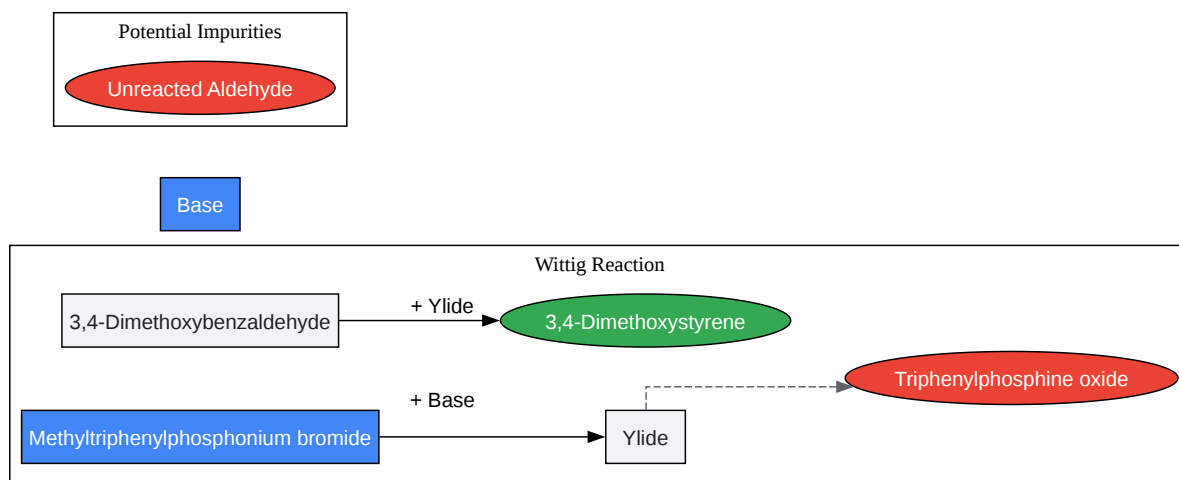 Potential Impurities
Unreacted Aldehyde
Base
Wittig Reaction
3,4-Dimethoxybenzaldehyde
+ Ylide
3,4-Dimethoxystyrene
Triphenylphosphine oxide
Methyltriphenylphosphonium bromide
+ Base
Ylide